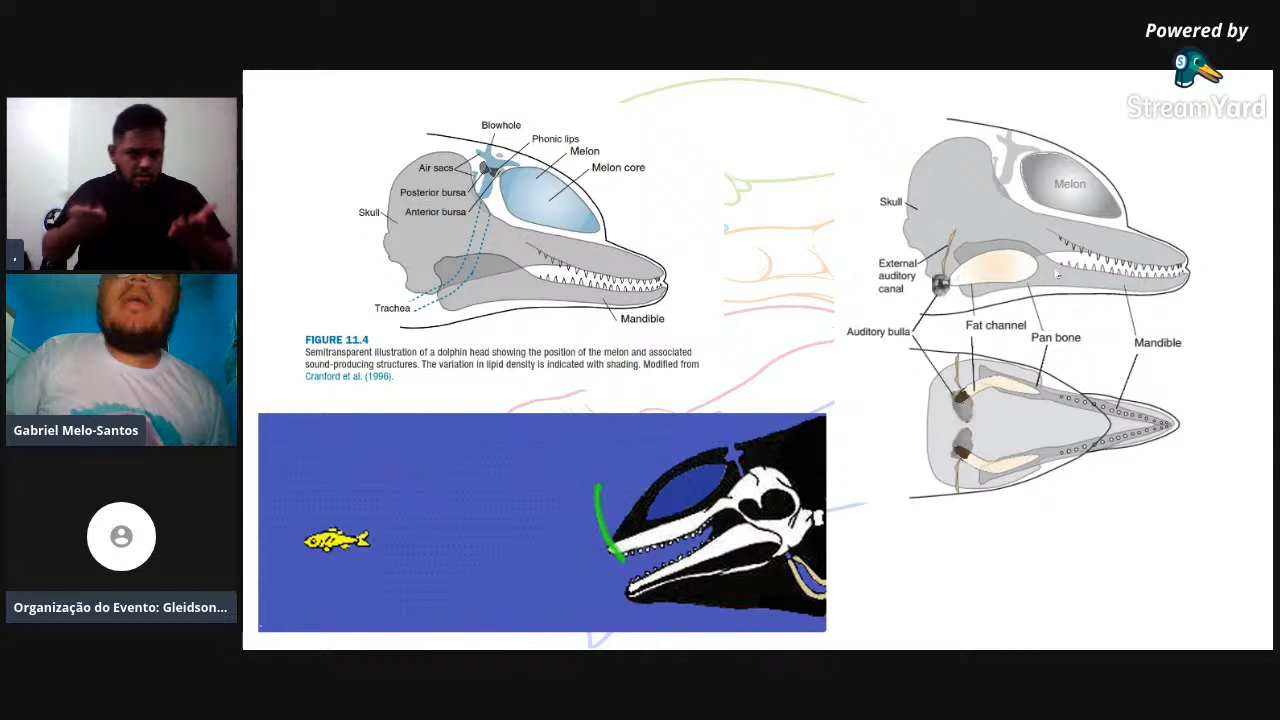 Powered by
S
StreamYard
,
Gabriel Melo-Santos
Organização do Evento: Gleidson...
Blowhole
Phonic lips
Melon
Melon core
Air sacs
Posterior bursa
Anterior bursa
Skull
Trachea
Mandible
FIGURE 11.4
Semitransparent illustration of a dolphin head showing the position of the melon and associated
sound-producing structures. The variation in lipid density is indicated with shading. Modified from
Cranford et al. (1996).
Melon
Skull
External
auditory
canal
Auditory bulla
Fat channel
Pan bone
Mandible